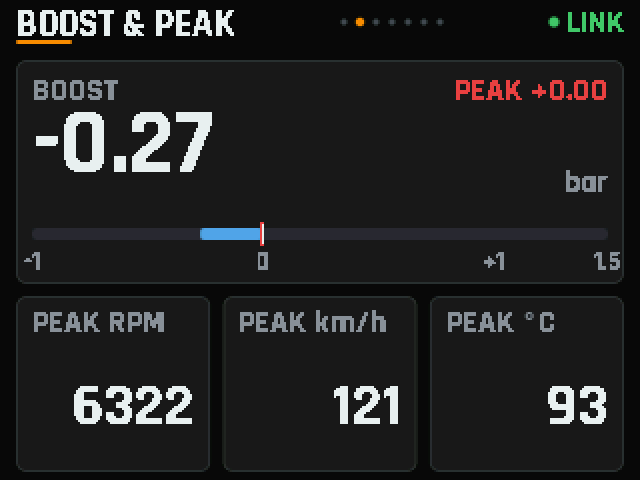 BOOST & PEAK
LINK
BOOST
PEAK +0.00
-0.27
bar
-1 0 +1 1.5
PEAK RPM
6322
PEAK km/h
121
PEAK °C
93